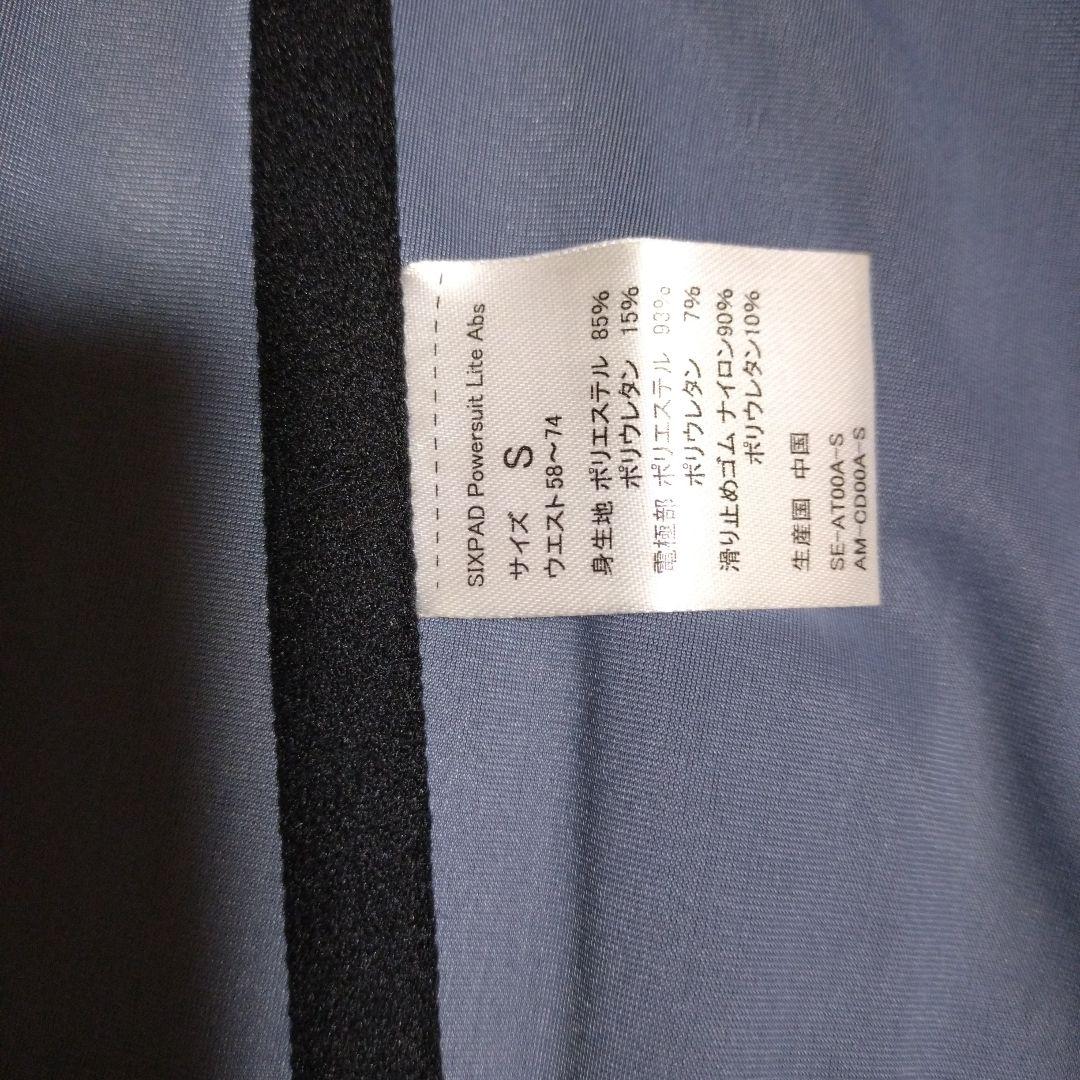 SIXPAD Powersuit Lite Abs
サイズ S
ウエスト58～74
身生地 ポリエステル 85%
ポリウレタン 15%
電極部 ポリエステル 93%
ポリウレタン 7%
滑り止めゴム ナイロン90%
ポリウレタン10%
生産国 中国
SE-AT00A-S
AM-CD00A-S